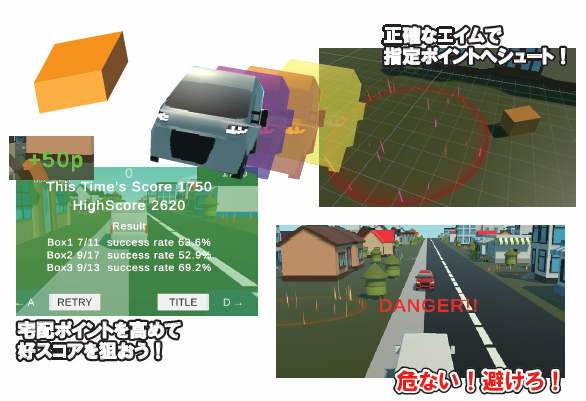 正確なエイムで
指定ポイントへシュート！
+50p
0
This Time's Score 1750
HighScore 2620
Result
Box1 7/11 success rate 63.6%
Box2 9/17 success rate 52.9%
Box3 9/13 success rate 69.2%
← A RETRY TITLE D →
宅配ポイントを高めて
好スコアを狙おう！
DANGER!!
危ない！避けろ！